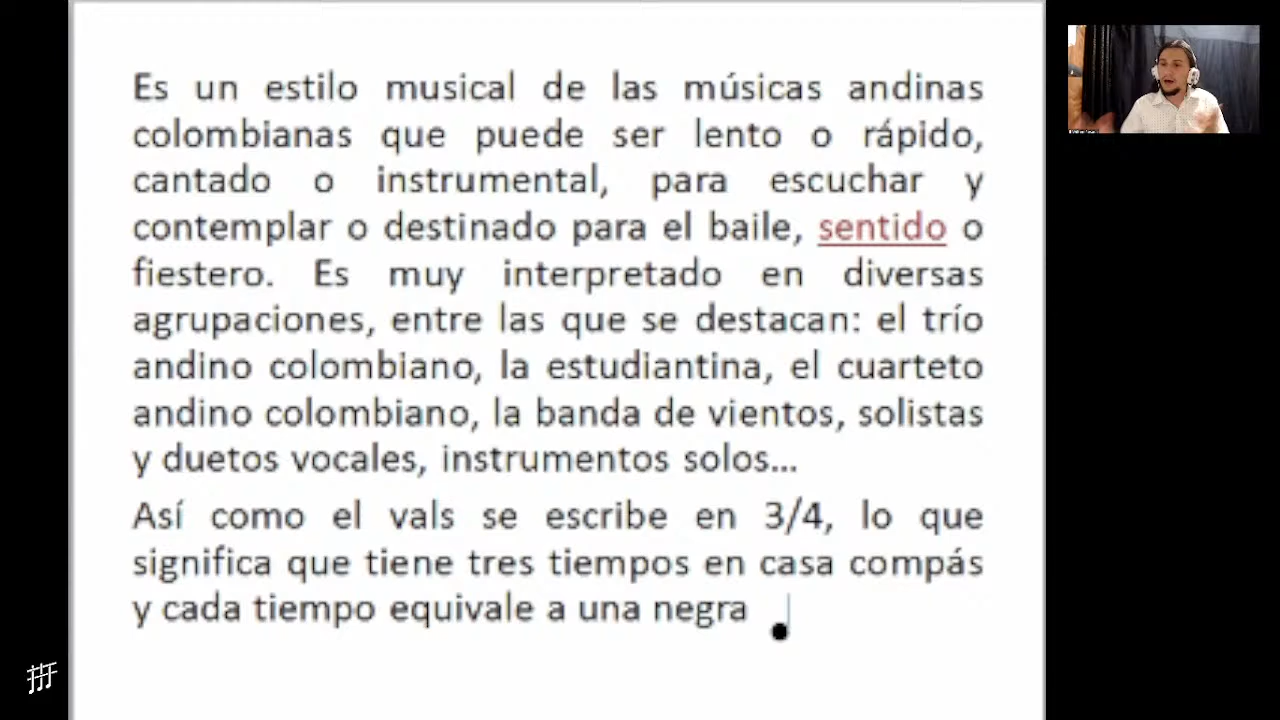 Es un estilo musical de las músicas andinas
colombianas que puede ser lento o rápido,
cantado o instrumental, para escuchar y
contemplar o destinado para el baile, sentido o
fiestero. Es muy interpretado en diversas
agrupaciones, entre las que se destacan: el trío
andino colombiano, la estudiantina, el cuarteto
andino colombiano, la banda de vientos, solistas
y duetos vocales, instrumentos solos...
Así como el vals se escribe en 3/4, lo que
significa que tiene tres tiempos en casa compás
y cada tiempo equivale a una negra